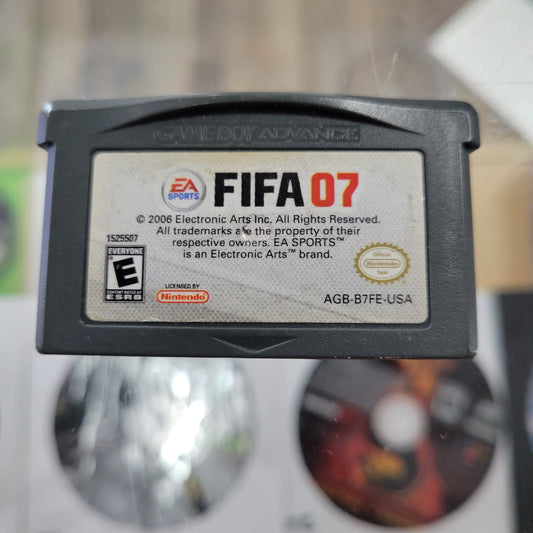 GAME BOY ADVANCE
EA SPORTS
FIFA 07
© 2006 Electronic Arts Inc. All Rights Reserved.
All trademarks are the property of their
respective owners. EA SPORTS™
is an Electronic Arts™ brand.
1525507
EVERYONE
E
CONTENT RATED BY
ESRB
LICENSED BY
Nintendo
Official
Nintendo
Seal
AGB-B7FE-USA